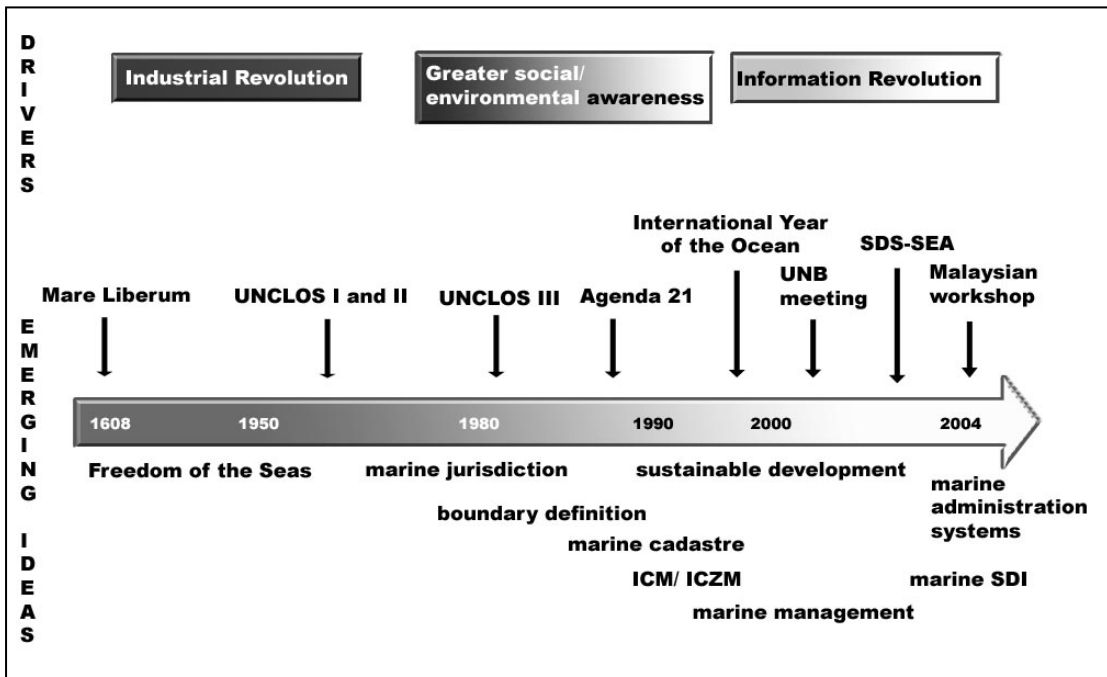 DRIVERS
Industrial Revolution
Greater social/
environmental awareness
Information Revolution
EMERGING IDEAS
International Year
of the Ocean
SDS-SEA
Mare Liberum
UNCLOS I and II
UNCLOS III
Agenda 21
UNB
meeting
Malaysian
workshop
1608
1950
1980
1990
2000
2004
Freedom of the Seas
marine jurisdiction
sustainable development
marine
administration
systems
boundary definition
marine cadastre
ICM/ ICZM
marine SDI
marine management